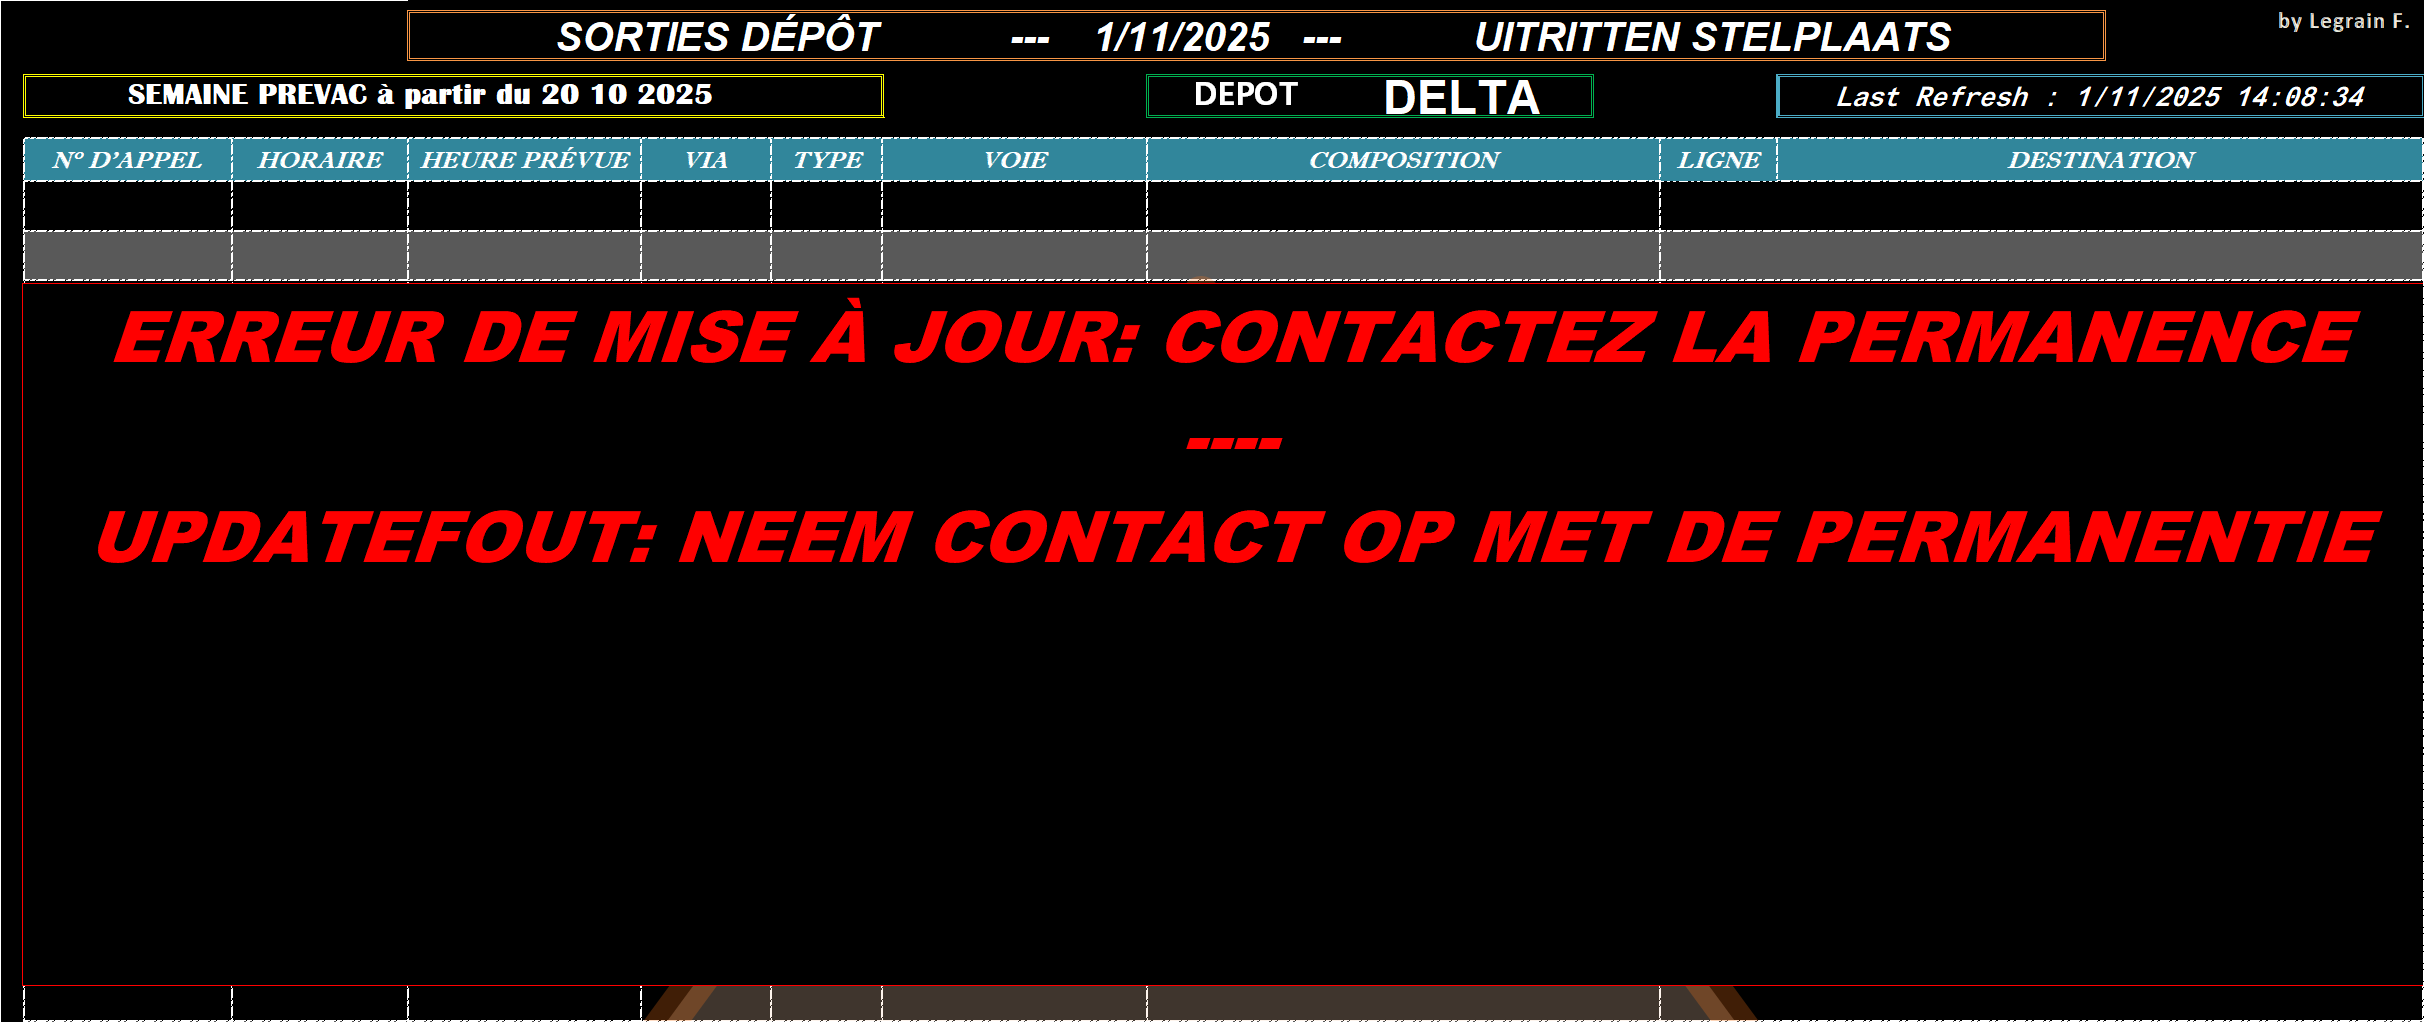 SORTIES DÉPÔT --- 1/11/2025 --- UITRITTEN STELPLAATS
by Legrain F.
SEMAINE PREVAC à partir du 20 10 2025
DEPOT DELTA
Last Refresh : 1/11/2025 14:08:34
N° D'APPEL HORAIRE HEURE PRÉVUE VIA TYPE VOIE COMPOSITION LIGNE DESTINATION
ERREUR DE MISE À JOUR: CONTACTEZ LA PERMANENCE
----
UPDATEFOUT: NEEM CONTACT OP MET DE PERMANENTIE